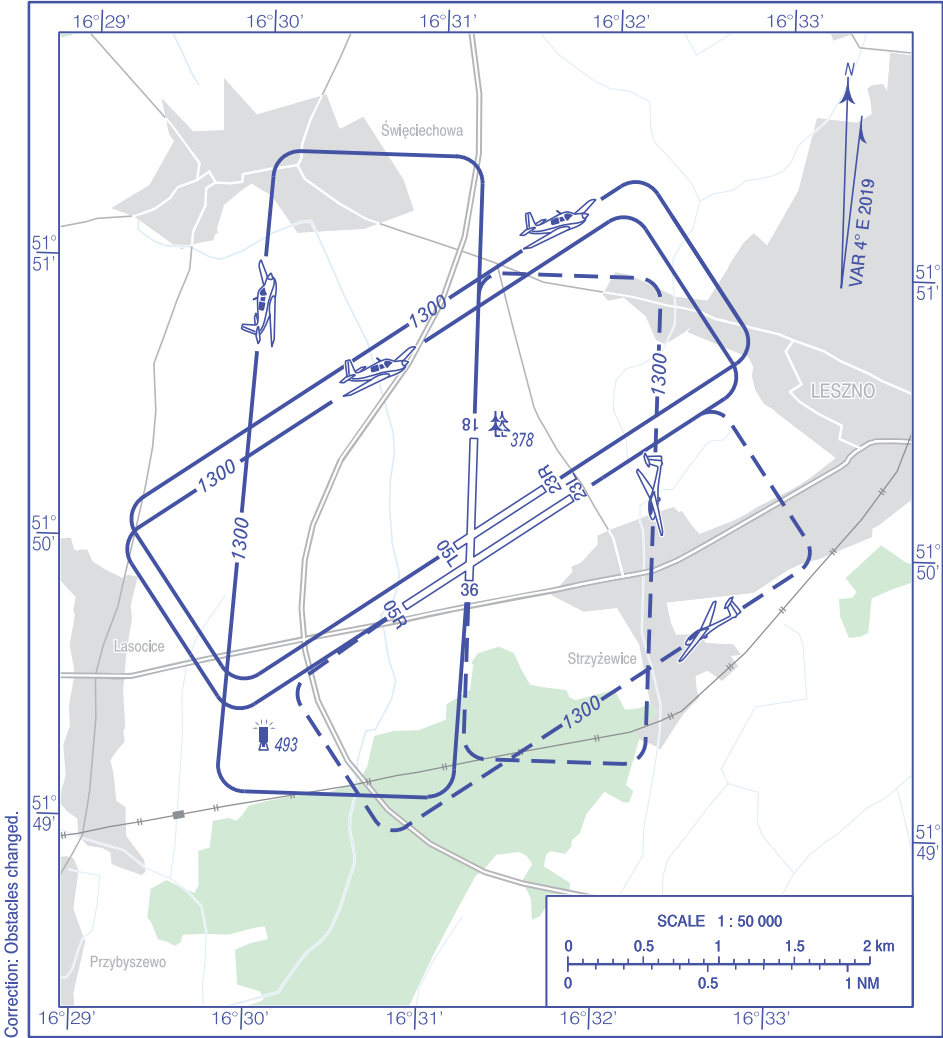 16°29' 16°30' 16°31' 16°32' 16°33'
N
Święciechowa
VAR 4° E 2019
51°
51'
51°
51'
1300
1300
LESZNO
18
378
1300
23R
23L
51°
50'
1300
05L
51°
50'
36
05R
Lasocice
Strzyżewice
1300
493
51°
49'
51°
49'
Correction: Obstacles changed.
SCALE 1 : 50 000
0 0.5 1 1.5 2 km
0 0.5 1 NM
Przybyszewo
16°29' 16°30' 16°31' 16°32' 16°33'